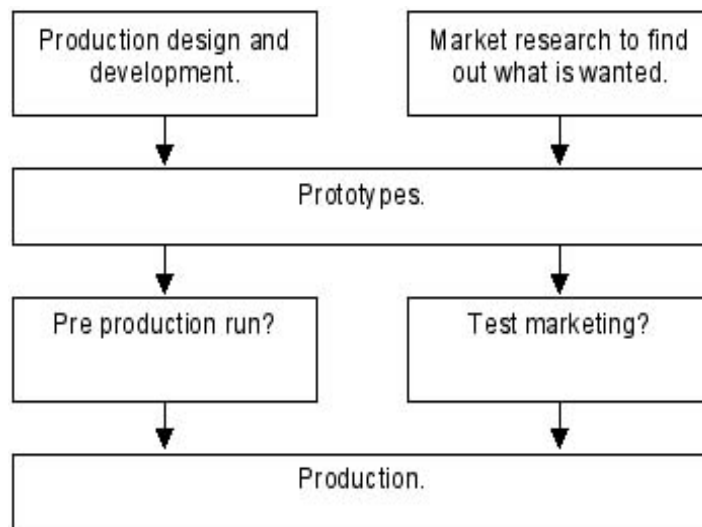 Production design and
development.
Market research to find
out what is wanted.
Prototypes.
Pre production run?
Test marketing?
Production.